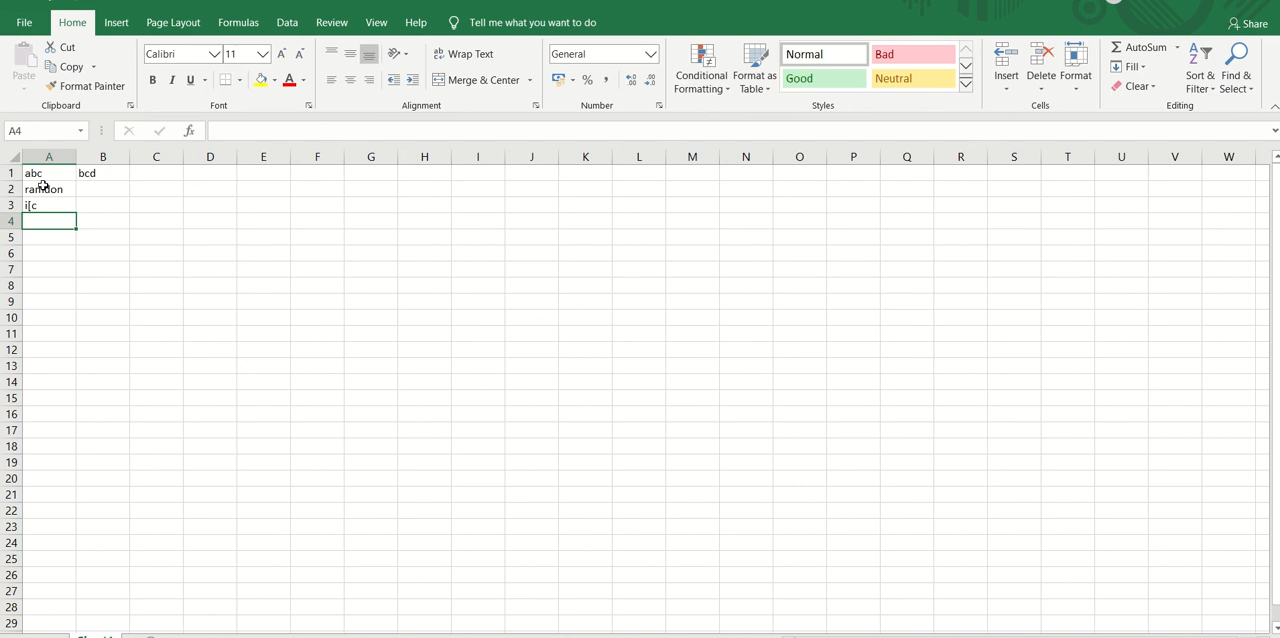 File Home Insert Page Layout Formulas Data Review View Help Tell me what you want to do Share
Cut
Copy
Format Painter
Paste
Clipboard
Calibri 11 A A
B I U A
Font
Wrap Text
Merge & Center
Alignment
General
%
Number
Conditional Formatting
Format as Table
Normal Bad
Good Neutral
Styles
Insert Delete Format
Cells
AutoSum
Fill
Clear
Sort & Filter
Find & Select
Editing
A4 fx
A B C D E F G H I J K L M N O P Q R S T U V W
1 abc bcd
2 ramdon
3 i[c
4
5
6
7
8
9
10
11
12
13
14
15
16
17
18
19
20
21
22
23
24
25
26
27
28
29